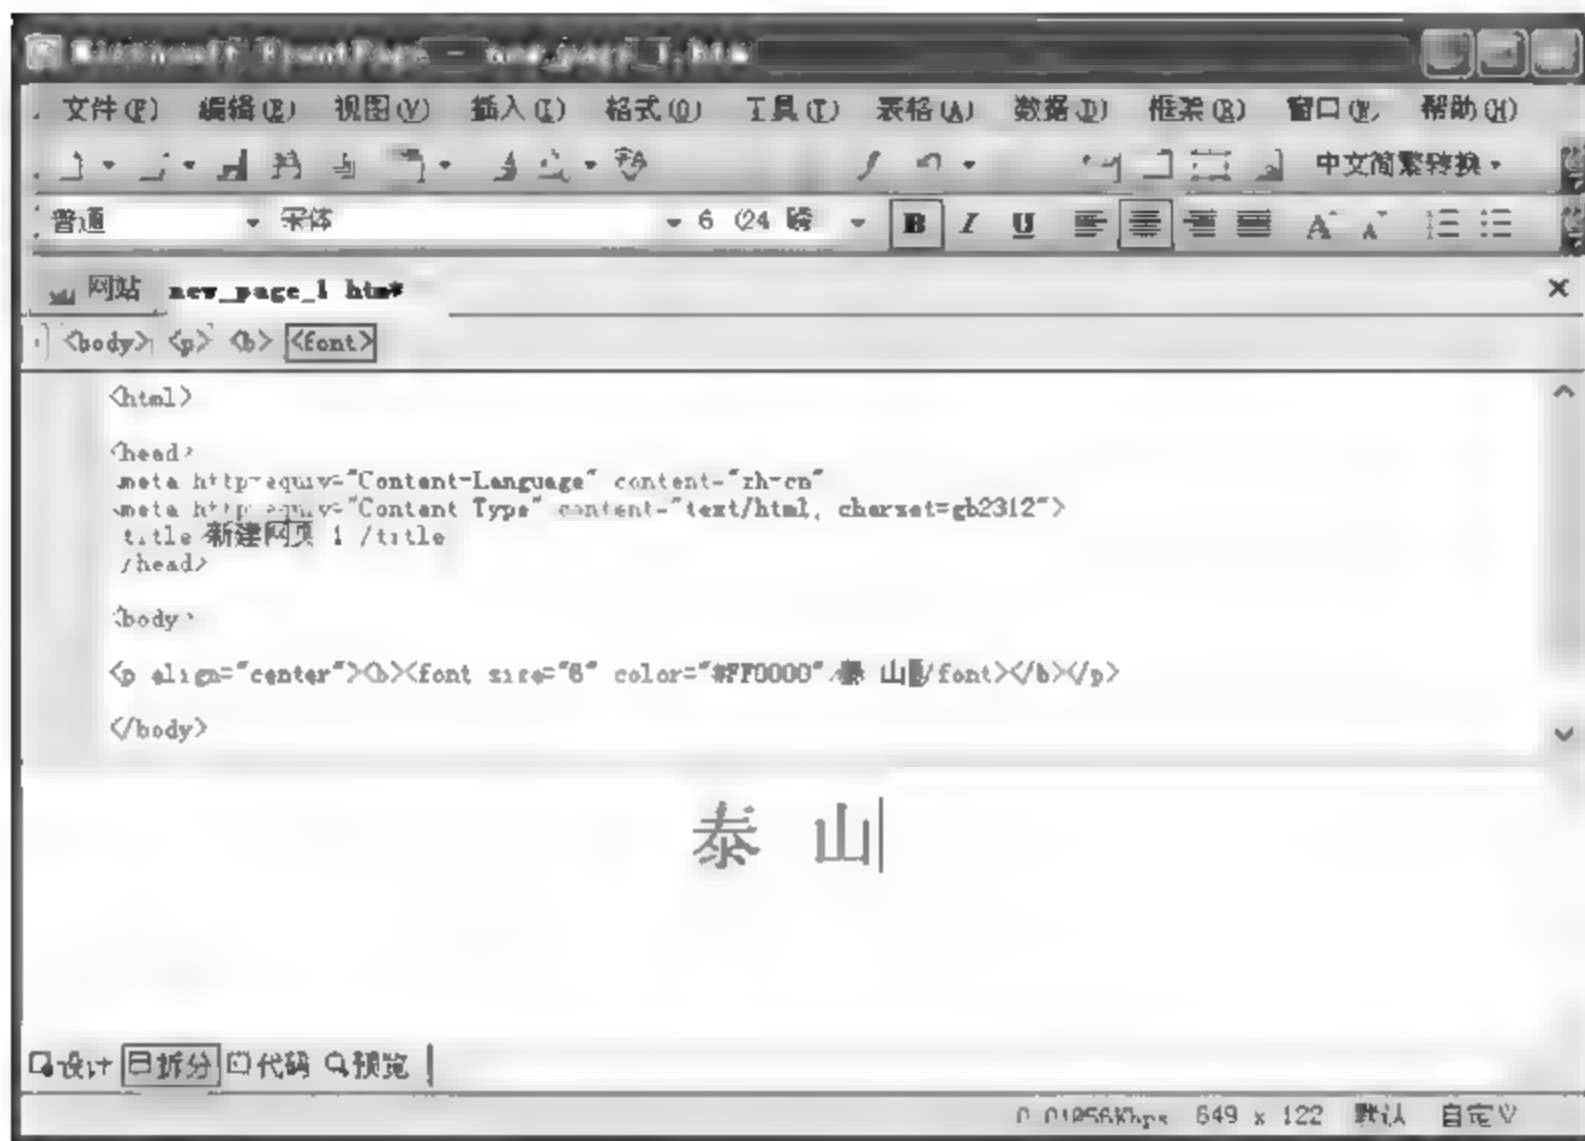 Microsoft FrontPage - new_page_1.htm
文件(F) 编辑(E) 视图(V) 插入(I) 格式(O) 工具(T) 表格(A) 数据(D) 框架(R) 窗口(W) 帮助(H)
中文简繁转换
普通 宋体 6 (24 磅 B I U A A
网站 new_page_1 htm*
<body> <p> <b> <font>
<html>
<head>
meta http-equiv="Content-Language" content="zh-cn"
<meta http-equiv="Content Type" content="text/html, charset=gb2312">
title 新建网页 1 /title
/head>
<body>
<p align="center"><b><font size="6" color="#FF0000">泰 山</font></b></p>
</body>
泰 山
设计 拆分 代码 预览
649 x 122 默认 自定义